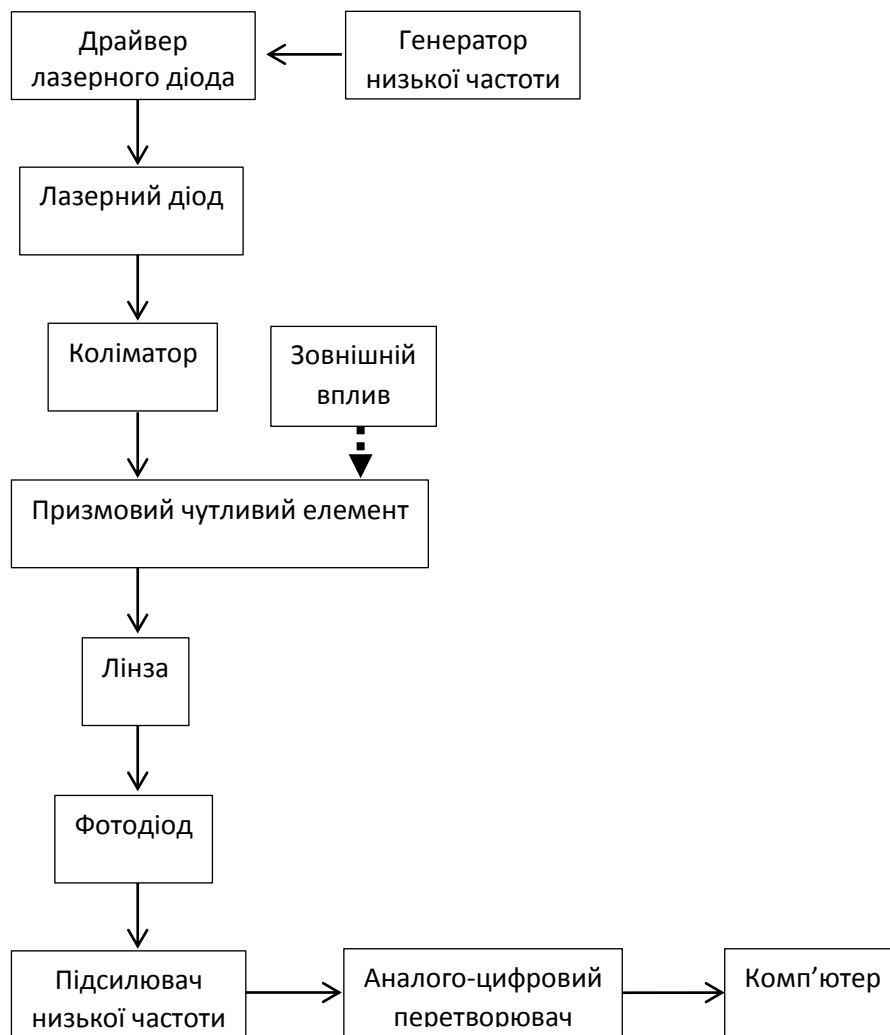 Драйвер
лазерного діода
Генератор
низької частоти
Лазерний діод
Коліматор
Зовнішній
вплив
Призмовий чутливий елемент
Лінза
Фотодіод
Підсилювач
низької частоти
Аналого-цифровий
перетворювач
Комп’ютер